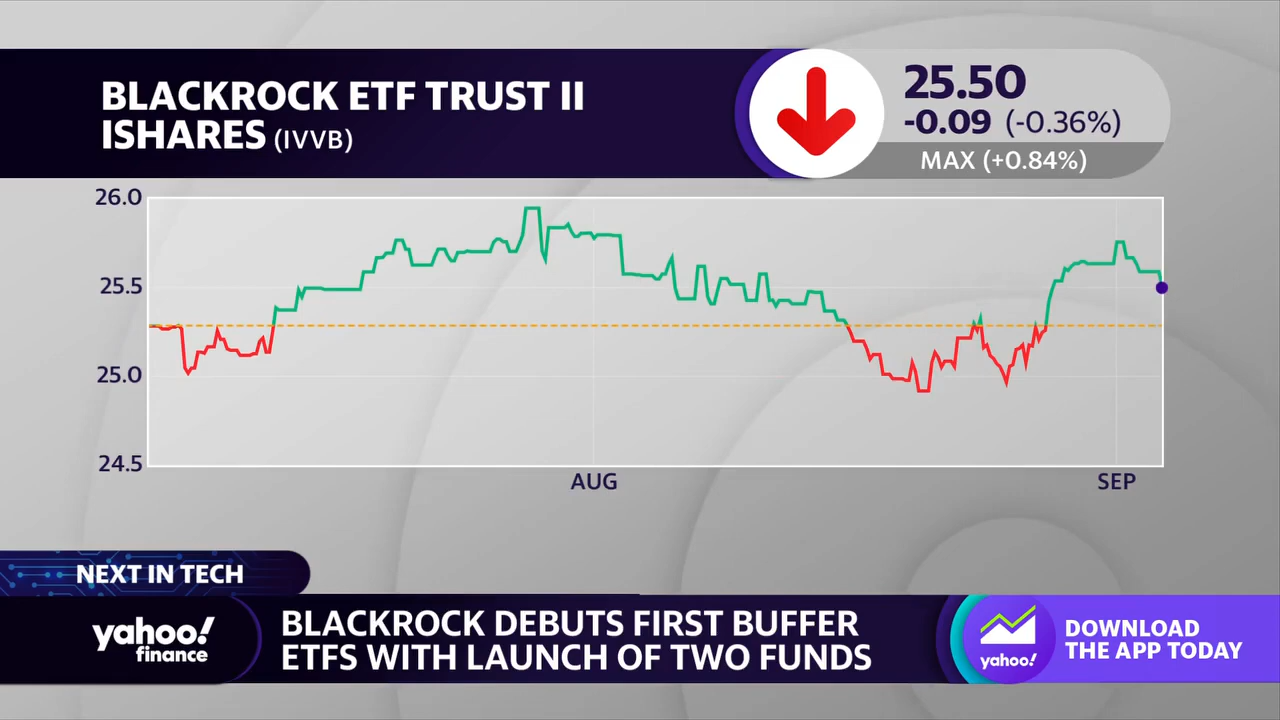 BLACKROCK ETF TRUST II
ISHARES (IVVB)
25.50
-0.09 (-0.36%)
MAX (+0.84%)
26.0
25.5
25.0
24.5
AUG
SEP
NEXT IN TECH
yahoo!
finance
BLACKROCK DEBUTS FIRST BUFFER
ETFS WITH LAUNCH OF TWO FUNDS
yahoo!
DOWNLOAD
THE APP TODAY